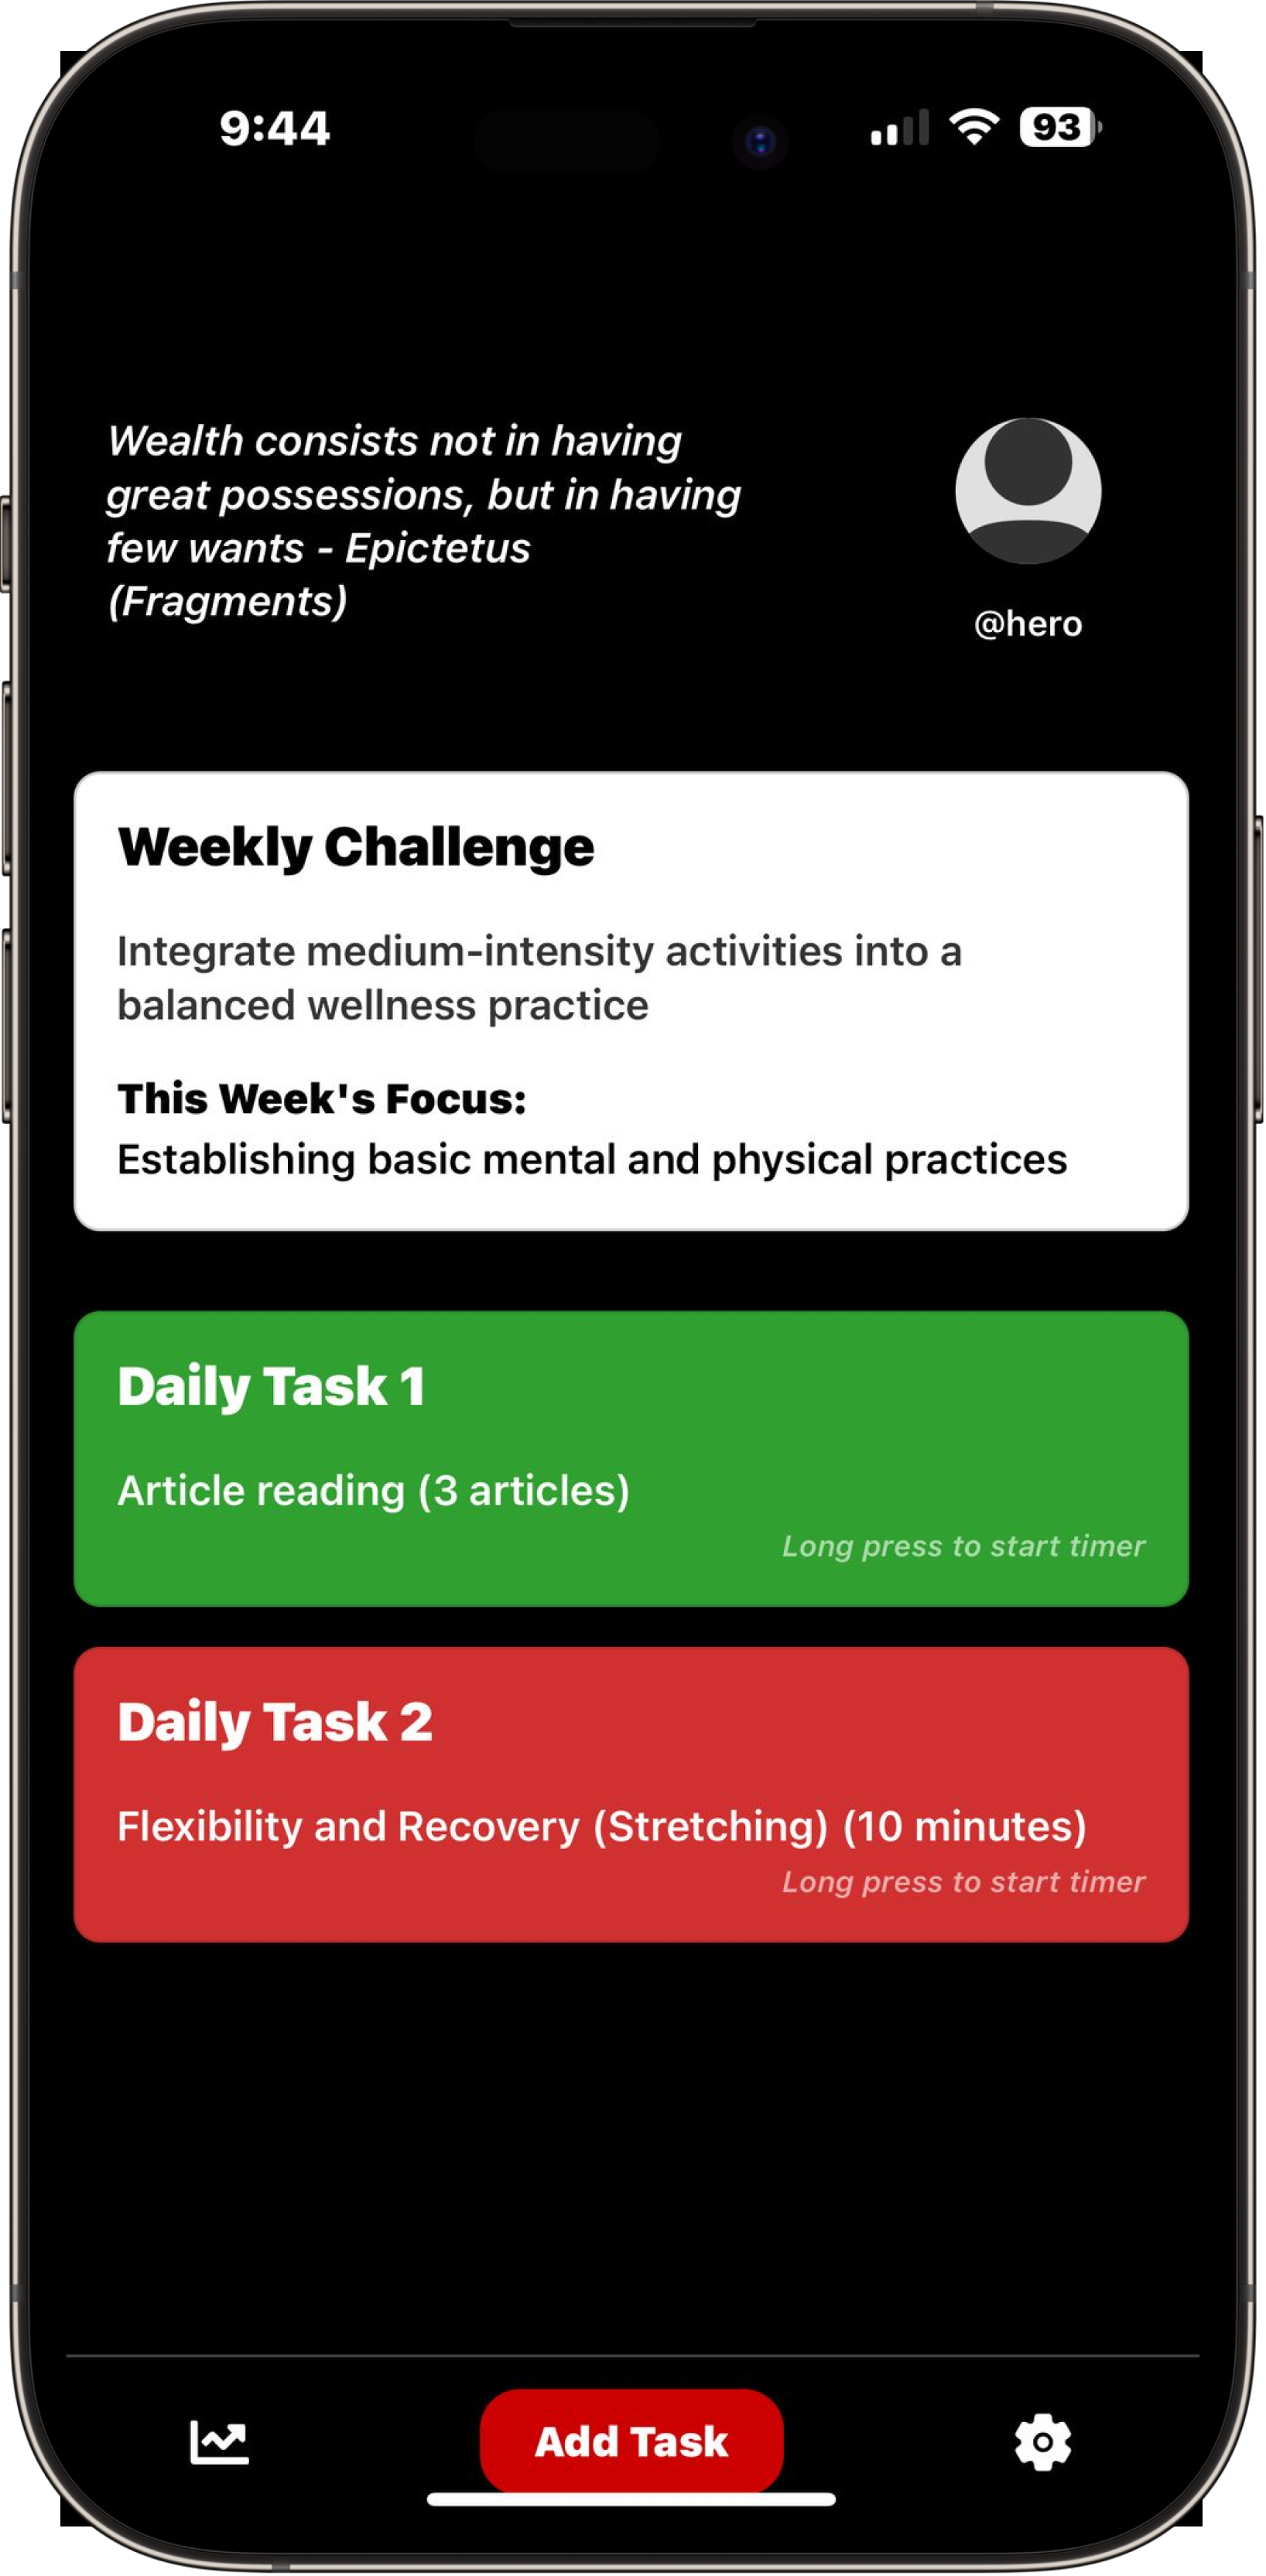 9:44
93
Wealth consists not in having
great possessions, but in having
few wants - Epictetus
(Fragments)
@hero
Weekly Challenge
Integrate medium-intensity activities into a
balanced wellness practice
This Week's Focus:
Establishing basic mental and physical practices
Daily Task 1
Article reading (3 articles)
Long press to start timer
Daily Task 2
Flexibility and Recovery (Stretching) (10 minutes)
Long press to start timer
Add Task